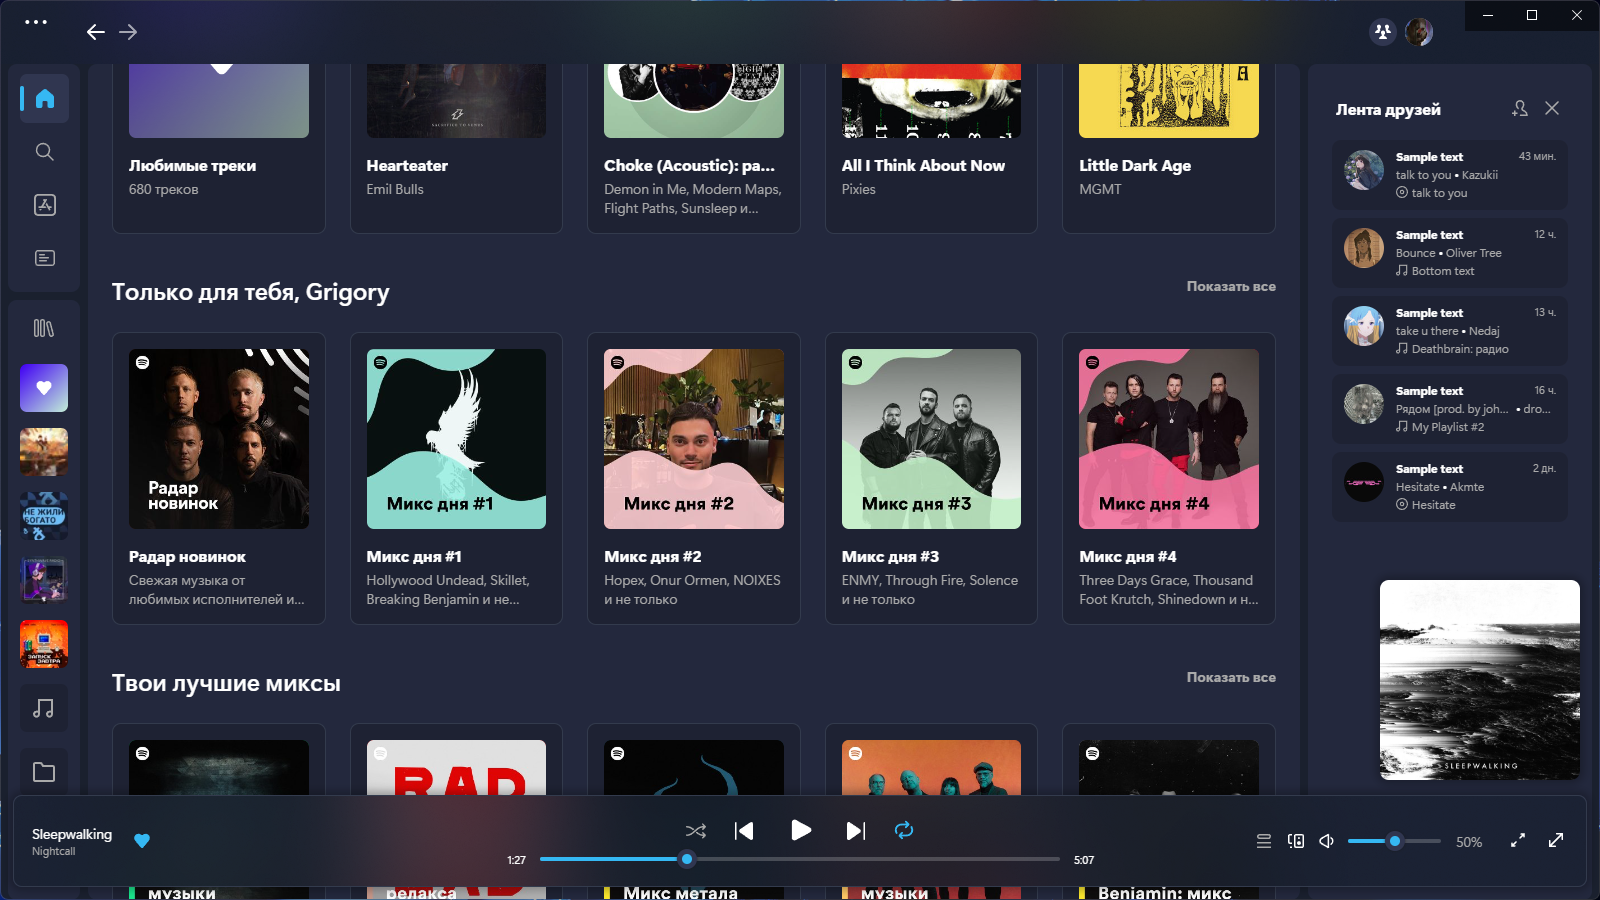 Лента друзей
Любимые треки
680 треков
Hearteater
Emil Bulls
Choke (Acoustic): ра...
Demon in Me, Modern Maps,
Flight Paths, Sunsleep и...
All I Think About Now
Pixies
Little Dark Age
MGMT
Только для тебя, Grigory
Показать все
Радар
новинок
Микс дня #1
Микс дня #2
Микс дня #3
Микс дня #4
Радар новинок
Свежая музыка от
любимых исполнителей и...
Микс дня #1
Hollywood Undead, Skillet,
Breaking Benjamin и не...
Микс дня #2
Hopex, Onur Ormen, NOIXES
и не только
Микс дня #3
ENMY, Through Fire, Solence
и не только
Микс дня #4
Three Days Grace, Thousand
Foot Krutch, Shinedown и н...
Твои лучшие миксы
Показать все
BAD
музыки
релакса
Микс метала
музыки
Benjamin: микс
НЕ ЖИЛИ
БОГАТО
ЗАПУСК
ЗАВТРА
Sample text
43 мин.
talk to you • Kazukii
talk to you
Sample text
12 ч.
Bounce • Oliver Tree
Bottom text
Sample text
13 ч.
take u there • Nedaj
Deathbrain: радио
Sample text
16 ч.
Рядом [prod. by joh... • dro...
My Playlist #2
Sample text
2 дн.
Hesitate • Akmte
Hesitate
SLEEPWALKING
Sleepwalking
Nightcall
1:27
5:07
50%